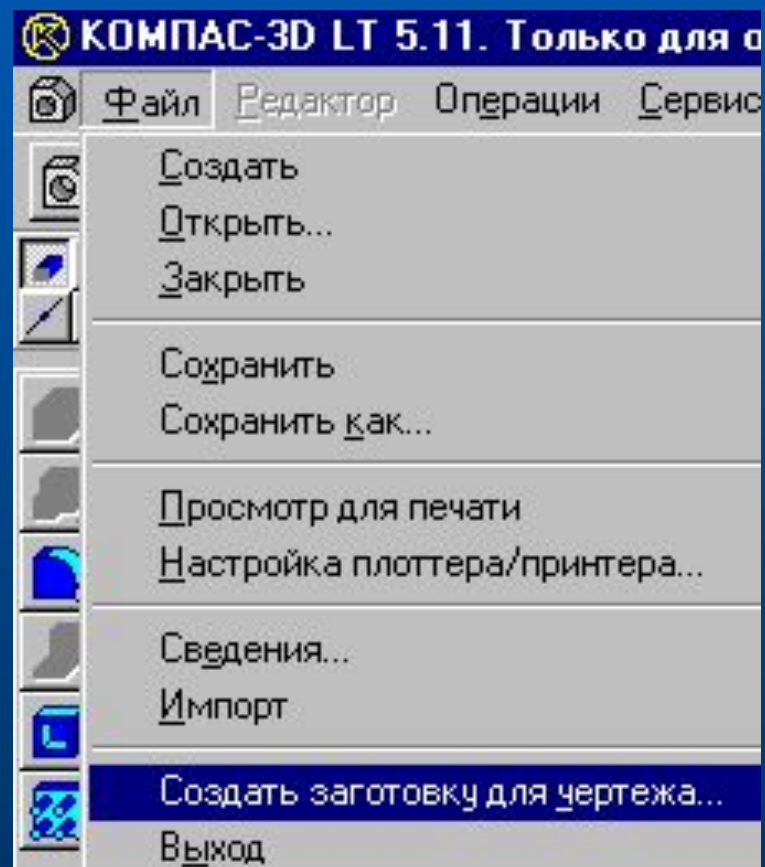 КОМПАС-3D LT 5.11. Только для о
Файл Редактор Операции Сервис
Создать
Открыть...
Закрыть
Сохранить
Сохранить как...
Просмотр для печати
Настройка плоттера/принтера...
Сведения...
Импорт
Создать заготовку для чертежа...
Выход